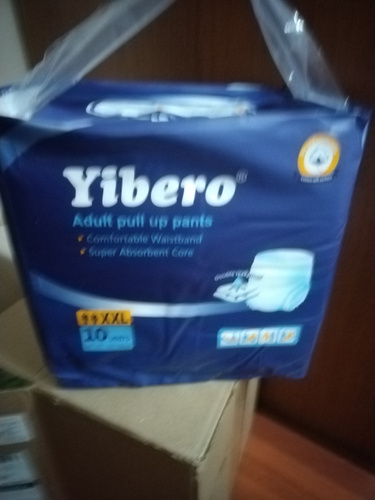 Yibero®
Adult pull up pants
Comfortable Waistband
Super Absorbent Core
XXL
10